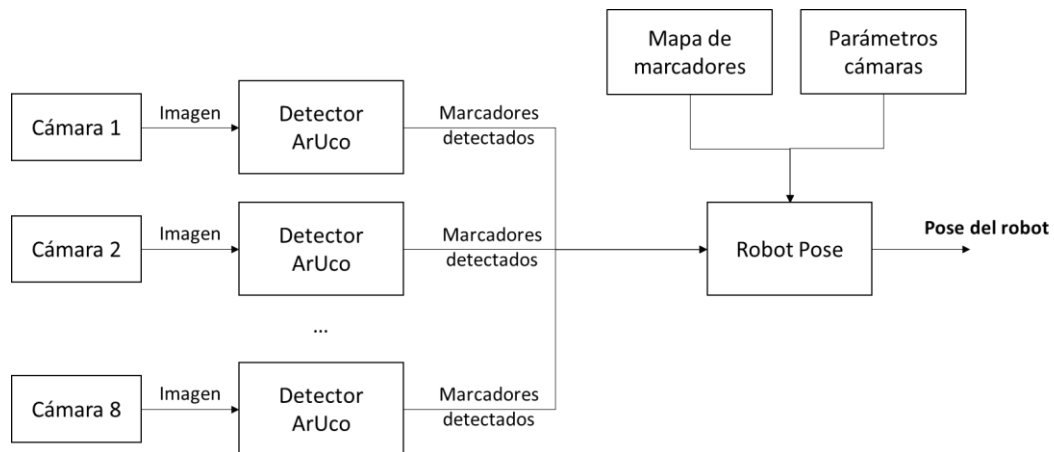 Mapa de
marcadores
Parámetros
cámaras
Cámara 1
Imagen
Detector
ArUco
Marcadores
detectados
Cámara 2
Imagen
Detector
ArUco
Marcadores
detectados
Robot Pose
Pose del robot
...
Cámara 8
Imagen
Detector
ArUco
Marcadores
detectados